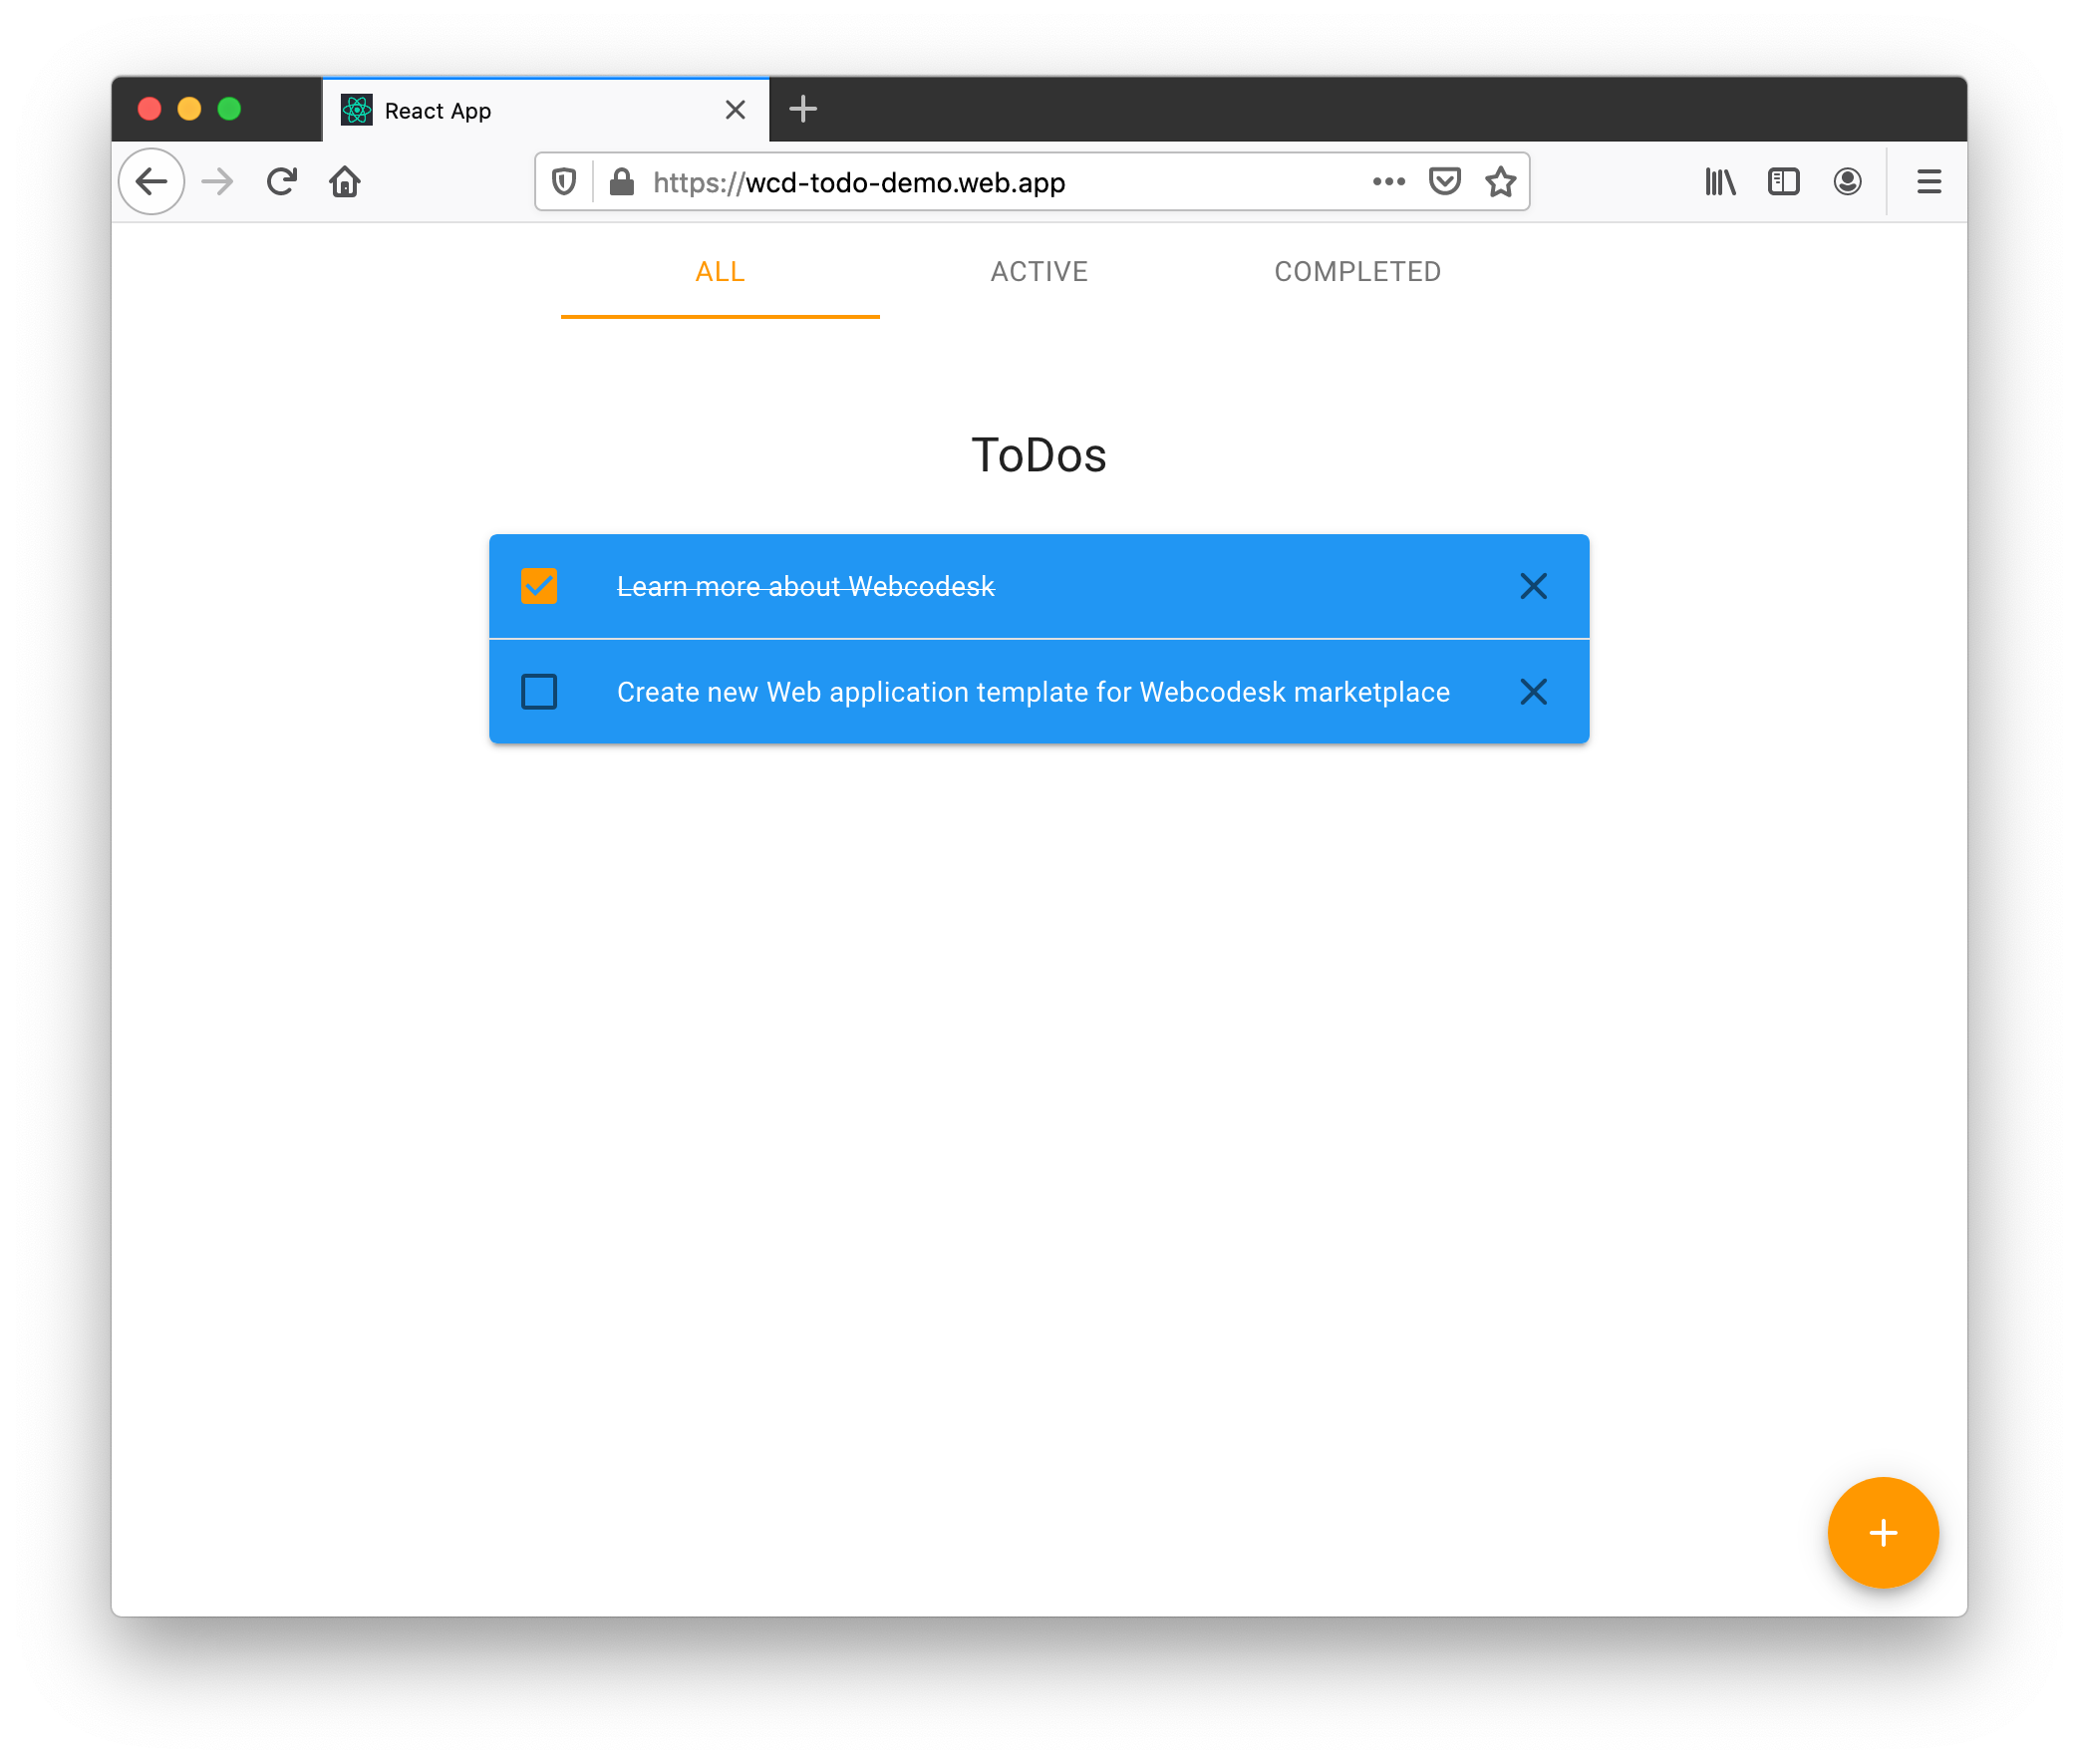 React App
https://wcd-todo-demo.web.app
ALL ACTIVE COMPLETED
ToDos
Learn more about Webcodesk
Create new Web application template for Webcodesk marketplace